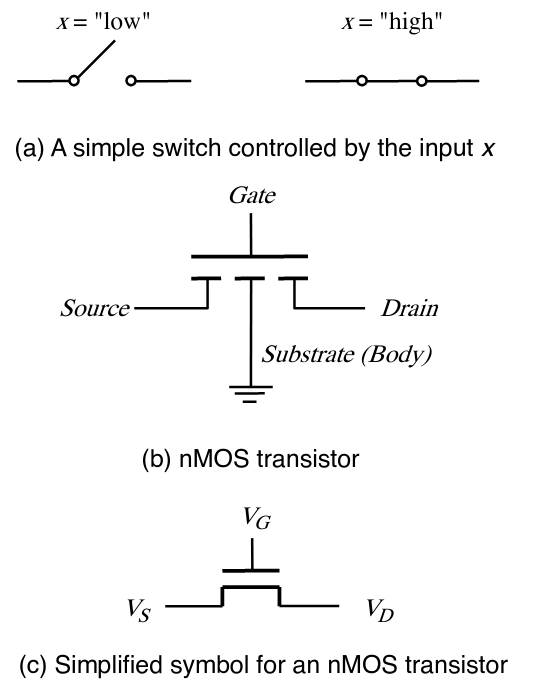 x = "low" x = "high"
(a) A simple switch controlled by the input x
Gate
Source Drain
Substrate (Body)
(b) nMOS transistor
V_G
V_S V_D
(c) Simplified symbol for an nMOS transistor